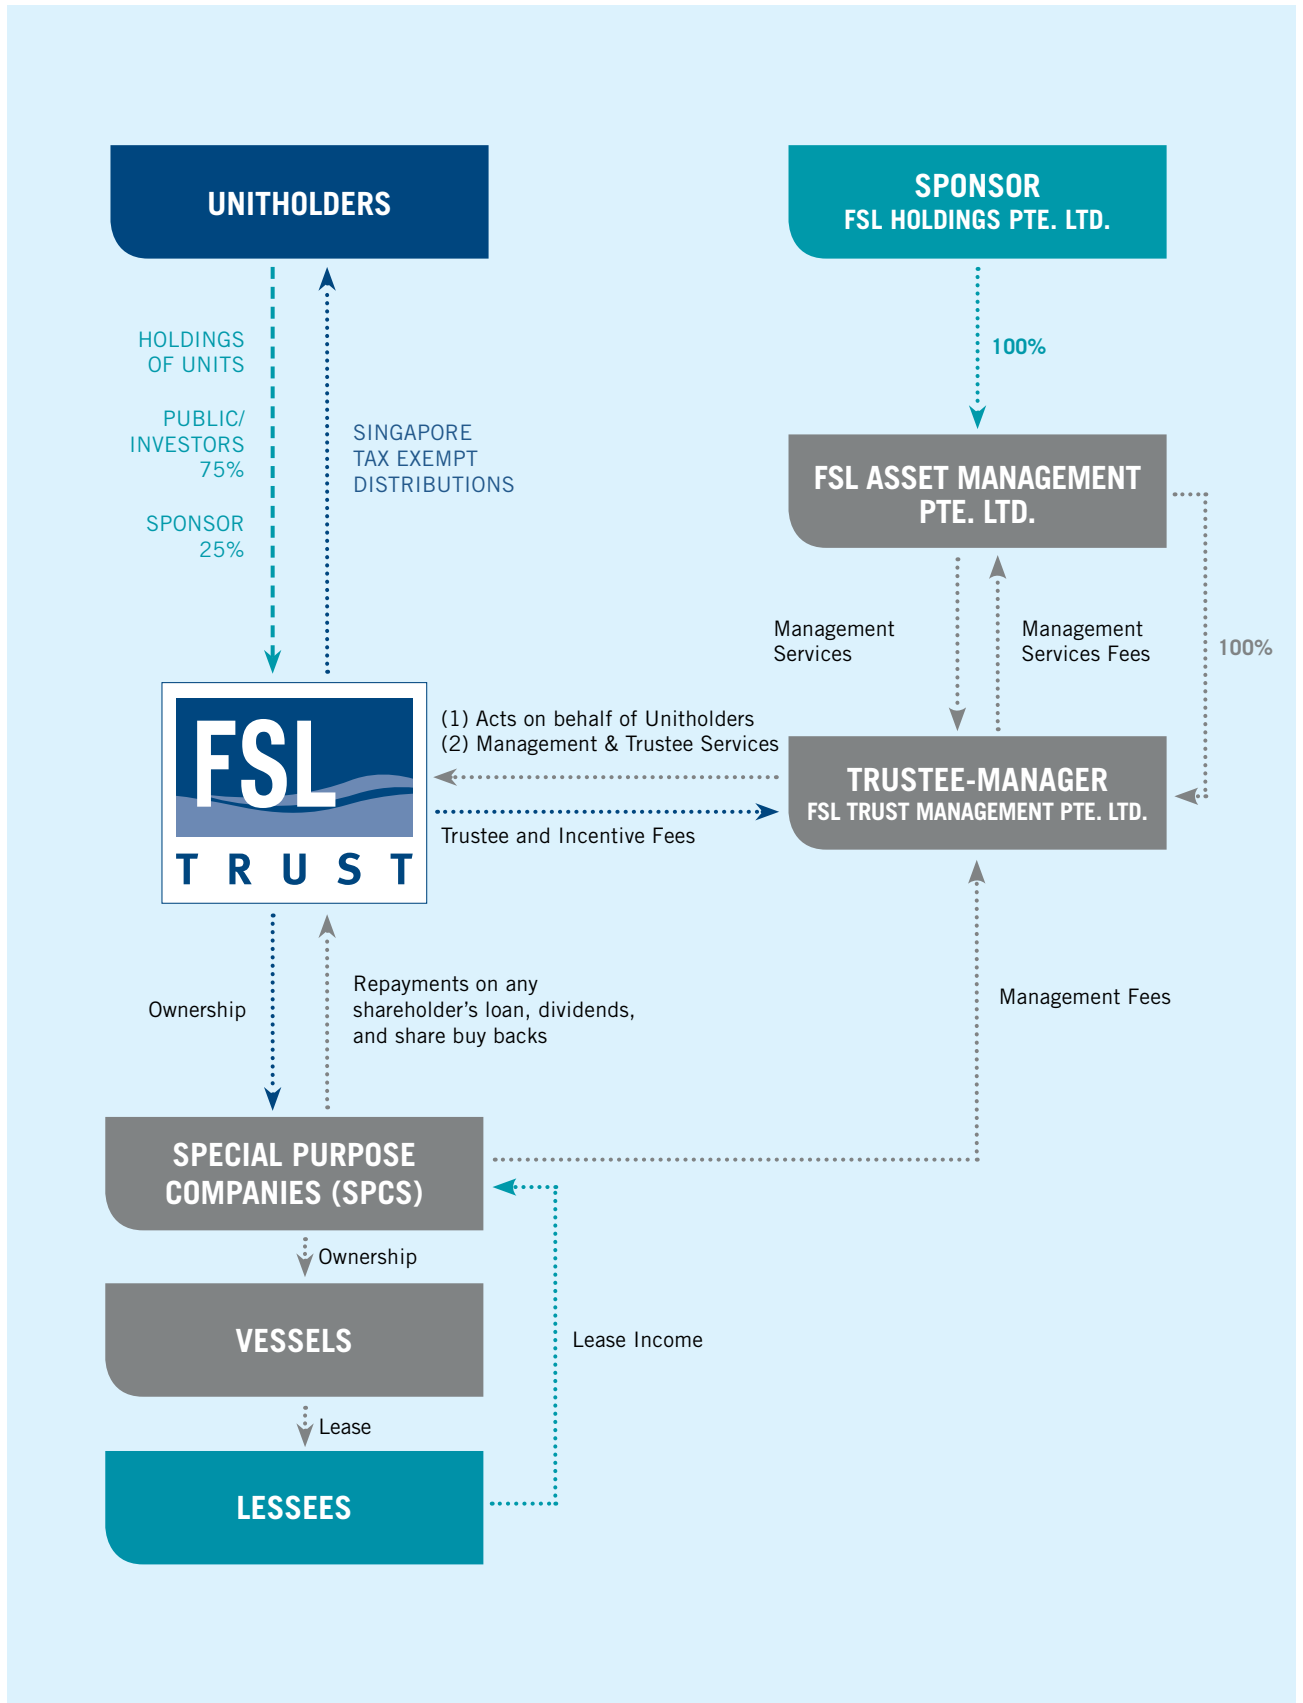 UNITHOLDERS
SPONSOR
FSL HOLDINGS PTE. LTD.
HOLDINGS
OF UNITS
PUBLIC/
INVESTORS
75%
SPONSOR
25%
SINGAPORE
TAX EXEMPT
DISTRIBUTIONS
100%
FSL ASSET MANAGEMENT
PTE. LTD.
Management
Services
Management
Services Fees
100%
FSL
TRUST
(1) Acts on behalf of Unitholders
(2) Management & Trustee Services
Trustee and Incentive Fees
TRUSTEE-MANAGER
FSL TRUST MANAGEMENT PTE. LTD.
Ownership
Repayments on any
shareholder’s loan, dividends,
and share buy backs
Management Fees
SPECIAL PURPOSE
COMPANIES (SPCS)
Ownership
VESSELS
Lease Income
Lease
LESSEES